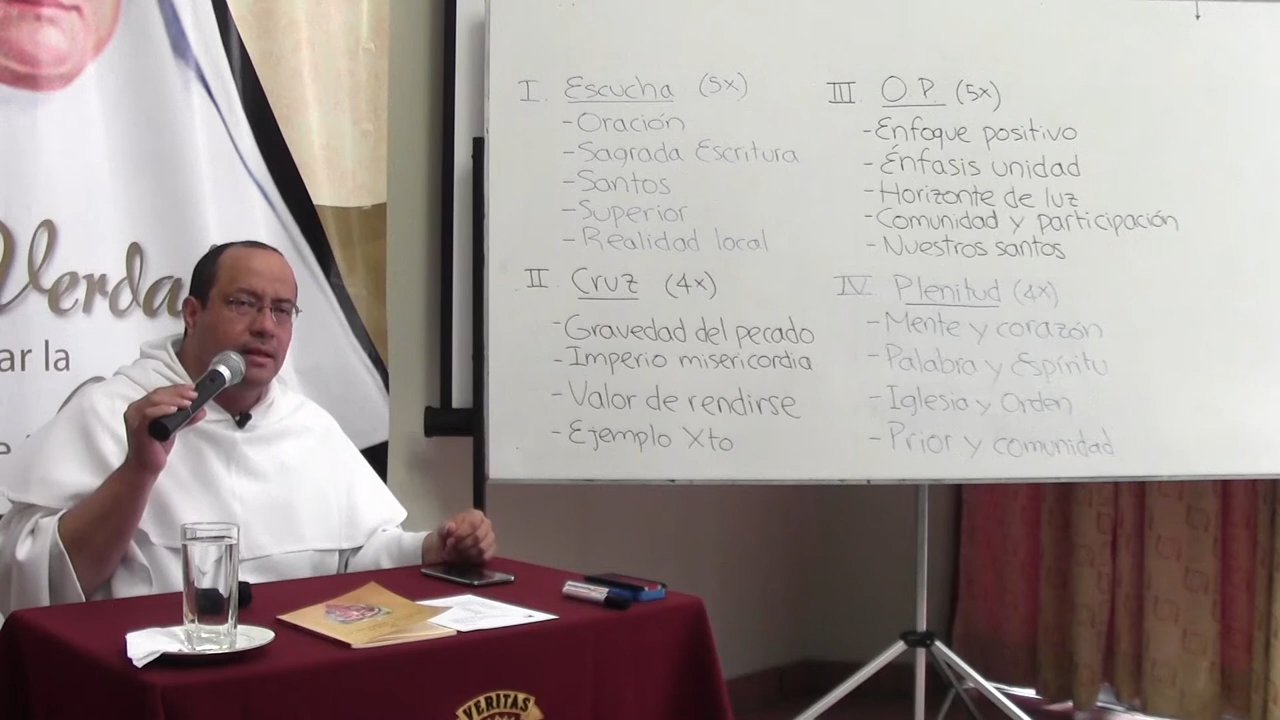 Verda
ar la
I. Escucha (5x)
- Oración
- Sagrada Escritura
- Santos
- Superior
- Realidad local
II Cruz (4x)
- Gravedad del pecado
- Imperio misericordia
- Valor de rendirse
- Ejemplo Xto
III. O.P. (5x)
- Enfoque positivo
- Énfasis unidad
- Horizonte de luz
- Comunidad y participación
- Nuestros santos
IV. Plenitud (4x)
- Mente y corazón
- Palabra y Espíritu
- Iglesia y Orden
- Prior y comunidad
VERITAS